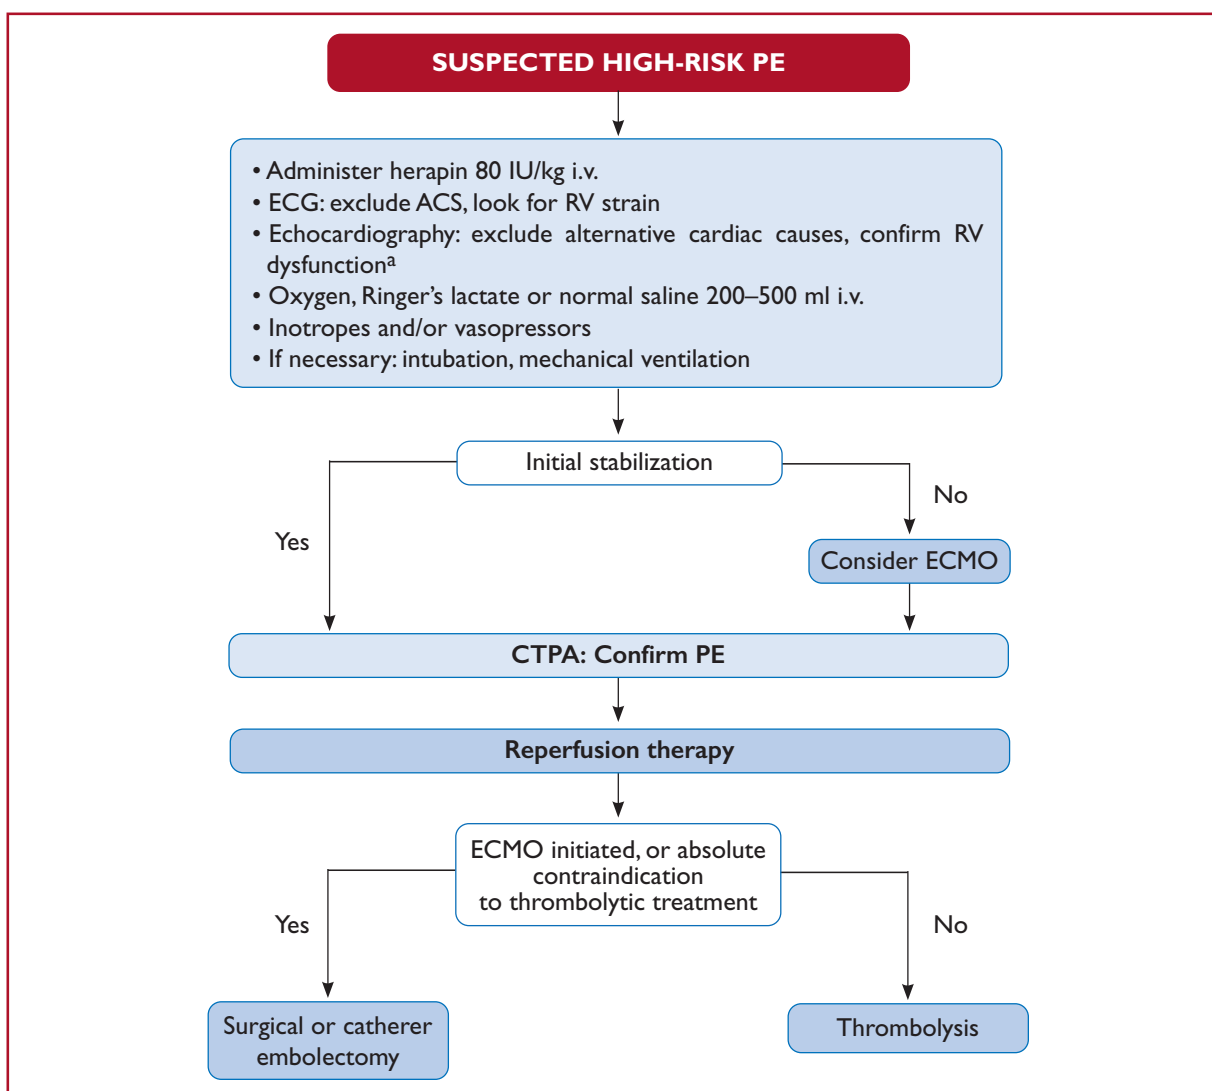 SUSPECTED HIGH-RISK PE
• Administer herapin 80 IU/kg i.v.
• ECG: exclude ACS, look for RV strain
• Echocardiography: exclude alternative cardiac causes, confirm RV
dysfunctionᵃ
• Oxygen, Ringer’s lactate or normal saline 200–500 ml i.v.
• Inotropes and/or vasopressors
• If necessary: intubation, mechanical ventilation
Initial stabilization
No
Yes
Consider ECMO
CTPA: Confirm PE
Reperfusion therapy
ECMO initiated, or absolute
contraindication
to thrombolytic treatment
Yes
No
Surgical or catherer
embolectomy
Thrombolysis